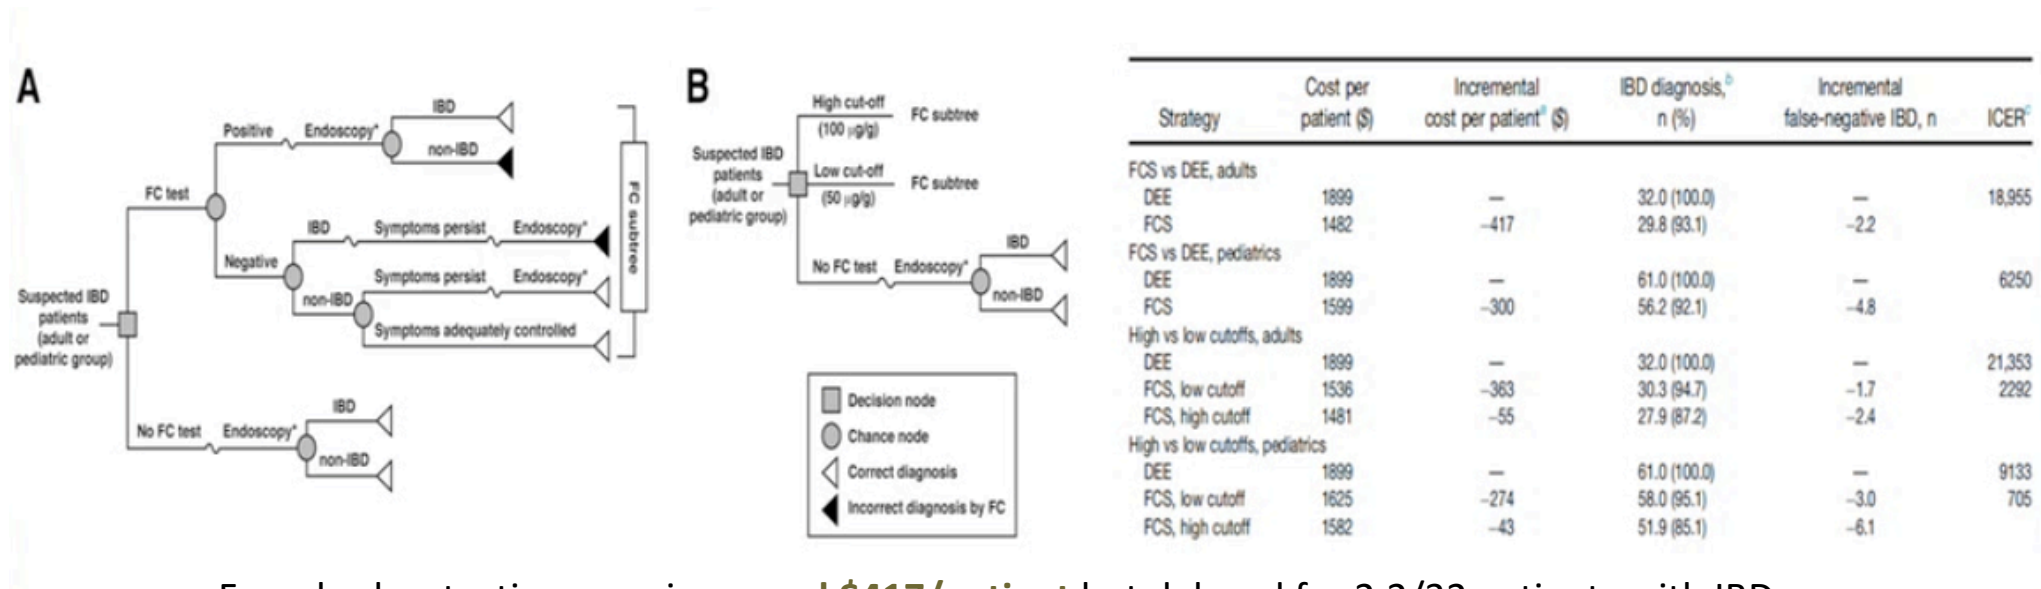 A
IBD
Positive
Endoscopy*
non-IBD
FC test
IBD
Symptoms persist
Endoscopy*
Negative
Symptoms persist
Endoscopy*
non-IBD
Symptoms adequately controlled
FC subtree
Suspected IBD
patients
(adult or
pediatric group)
IBD
No FC test
Endoscopy*
non-IBD
B
High cut-off
(100 µg/g)
FC subtree
Suspected IBD
patients
(adult or
pediatric group)
Low cut-off
(50 µg/g)
FC subtree
IBD
No FC test
Endoscopy*
non-IBD
Decision node
Chance node
Correct diagnosis
Incorrect diagnosis by FC
Cost per Incremental IBD diagnosis,b Incremental
Strategy patient ($) cost per patienta ($) n (%) false-negative IBD, n ICERc
FCS vs DEE, adults
DEE 1899 — 32.0 (100.0) — 18,955
FCS 1482 −417 29.8 (93.1) −2.2
FCS vs DEE, pediatrics
DEE 1899 — 61.0 (100.0) — 6250
FCS 1599 −300 56.2 (92.1) −4.8
High vs low cutoffs, adults
DEE 1899 — 32.0 (100.0) — 21,353
FCS, low cutoff 1536 −363 30.3 (94.7) −1.7 2292
FCS, high cutoff 1481 −55 27.9 (87.2) −2.4
High vs low cutoffs, pediatrics
DEE 1899 — 61.0 (100.0) — 9133
FCS, low cutoff 1625 −274 58.0 (95.1) −3.0 705
FCS, high cutoff 1582 −43 51.9 (85.1) −6.1